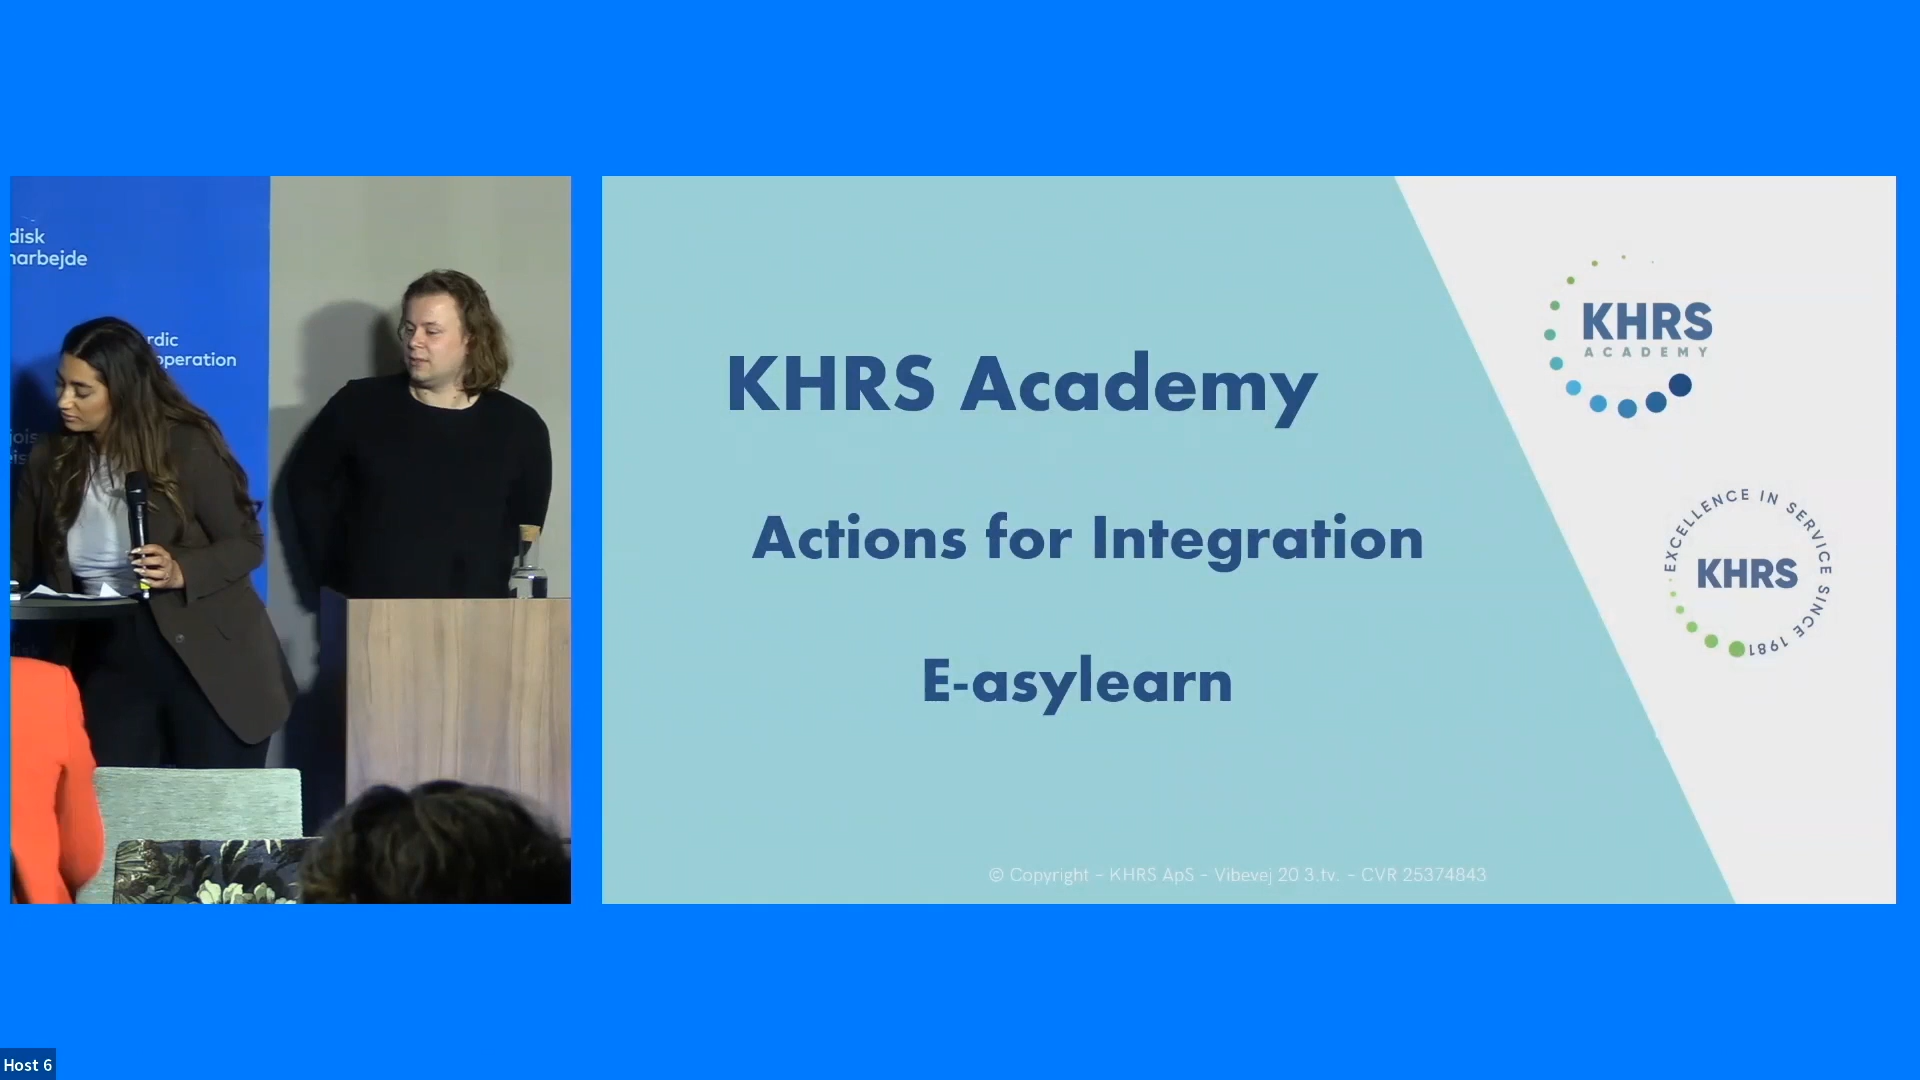 disk
narbejde
rdic
operation
KHRS Academy
Actions for Integration
E-asylearn
© Copyright – KHRS ApS – Vibevej 20 3.tv. – CVR 25374843
KHRS
ACADEMY
EXCELLENCE IN SERVICE SINCE 1981
KHRS
Host 6